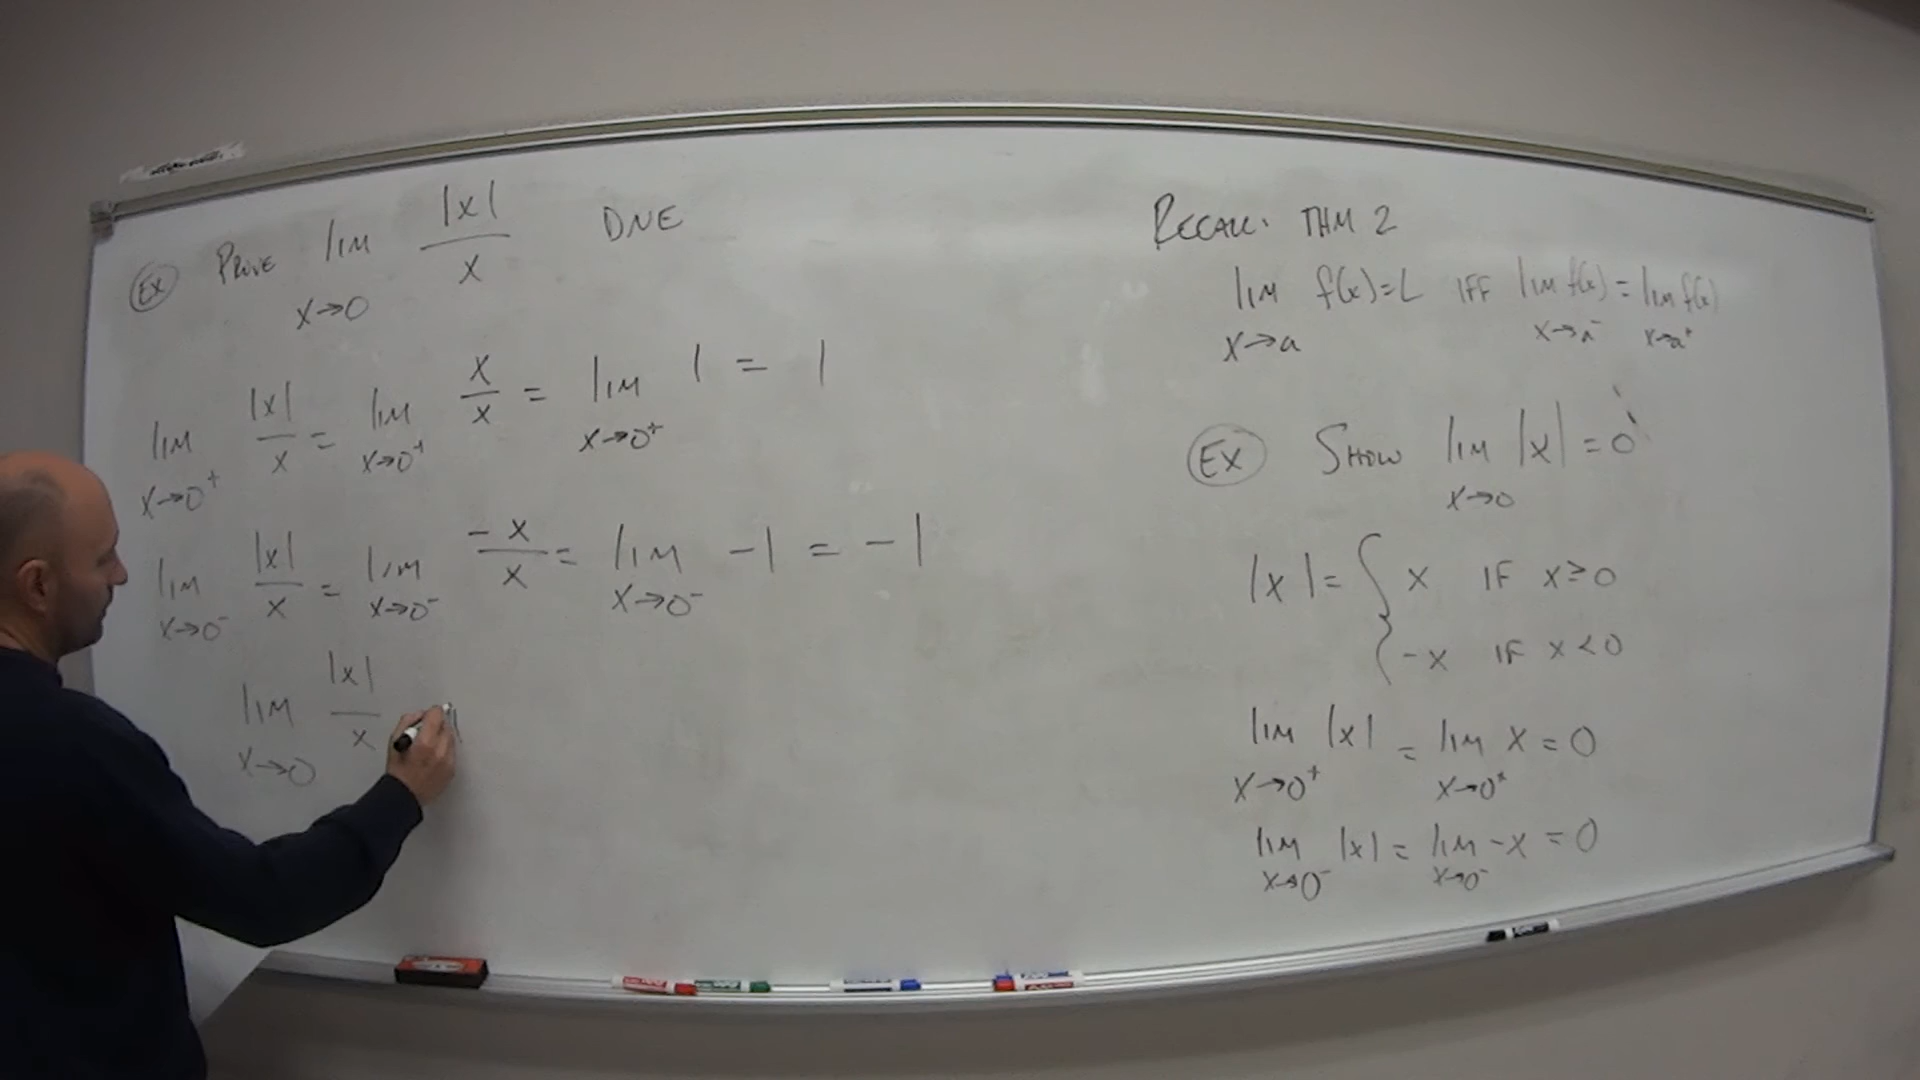 EX PROVE lim x→0 |x|/x DNE
lim x→0⁺ |x|/x = lim x→0⁺ x/x = lim x→0⁺ 1 = 1
lim x→0⁻ |x|/x = lim x→0⁻ -x/x = lim x→0⁻ -1 = -1
lim x→0 |x|/x
RECALL: THM 2
lim x→a f(x)=L IFF lim x→a⁻ f(x) = lim x→a⁺ f(x)
EX SHOW lim x→0 |x| = 0
|x| = { x IF x≥0
-x IF x<0
lim x→0⁺ |x| = lim x→0⁺ x = 0
lim x→0⁻ |x| = lim x→0⁻ -x = 0